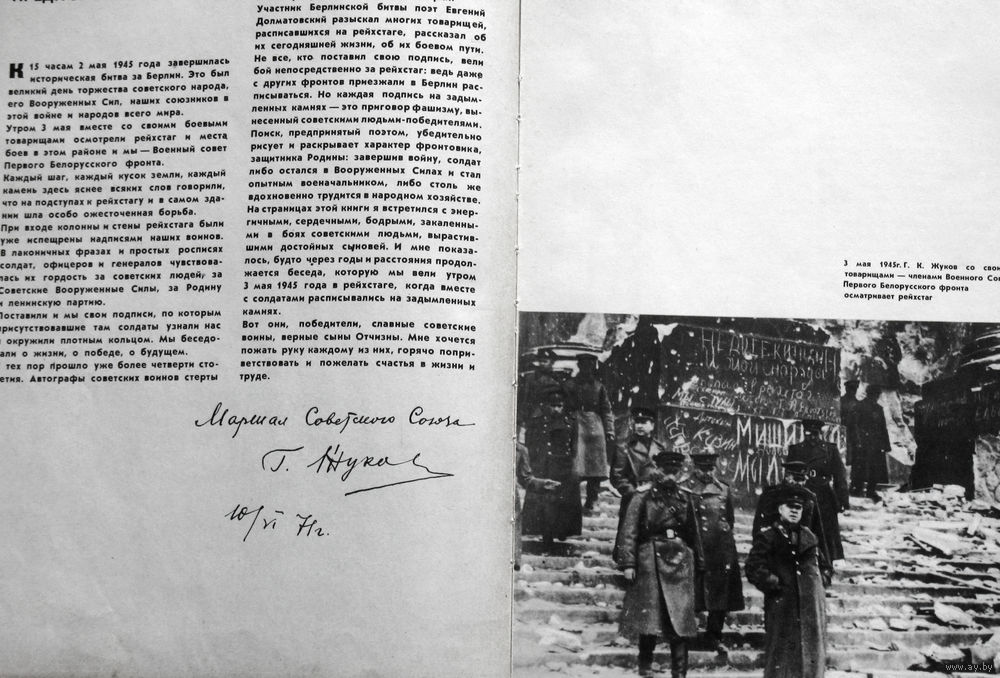 К 15 часам 2 мая 1945 года завершилась
историческая битва за Берлин. Это был
великий день торжества советского народа,
его Вооруженных Сил, наших союзников в
этой войне и народов всего мира.
Утром 3 мая вместе со своими боевыми
товарищами осмотрели рейхстаг и места
боев в этом районе и мы — Военный совет
Первого Белорусского фронта.
Каждый шаг, каждый кусок земли, каждый
камень здесь яснее всяких слов говорили,
что на подступах к рейхстагу и в самом зда-
нии шла особо ожесточенная борьба.
При входе колонны и стены рейхстага были
уже испещрены надписями наших воинов.
В лаконичных фразах и простых росписях
солдат, офицеров и генералов чувствова-
лась их гордость за советских людей, за
Советские Вооруженные Силы, за Родину
и ленинскую партию.
Поставили и мы свои подписи, по которым
присутствовавшие там солдаты узнали нас
и окружили плотным кольцом. Мы беседо-
вали о жизни, о победе, о будущем.
тех пор прошло уже более четверти сто-
летия. Автографы советских воинов стерты
Участник Берлинской битвы поэт Евгений
Долматовский разыскал многих товарищей,
расписавшихся на рейхстаге, рассказал об
их сегодняшней жизни, об их боевом пути.
Не все, кто поставил свою подпись, вели
бой непосредственно за рейхстаг: ведь даже
с других фронтов приезжали в Берлин рас-
писываться. Но каждая подпись на задым-
ленных камнях — это приговор фашизму, вы-
несенный советскими людьми-победителями.
Поиск, предпринятый поэтом, убедительно
рисует и раскрывает характер фронтовика,
защитника Родины: завершив войну, солдат
либо остался в Вооруженных Силах и стал
опытным военачальником, либо столь же
вдохновенно трудится в народном хозяйстве.
На страницах этой книги я встретился с энер-
гичными, сердечными, бодрыми, закаленны-
ми в боях советскими людьми, вырастив-
шими достойных сыновей. И мне показа-
лось, будто через годы и расстояния продол-
жается беседа, которую мы вели утром
3 мая 1945 года в рейхстаге, когда вместе
с солдатами расписывались на задымленных
камнях.
Вот они, победители, славные советские
воины, верные сыны Отчизны. Мне хочется
пожать руку каждому из них, горячо попри-
ветствовать и пожелать счастья в жизни и
труде.
Маршал Советского Союза
Г. Жуков
10/VI 71г.
3 мая 1945г. Г. К. Жуков со свои
товарищами — членами Военного Сов
Первого Белорусского фронта
осматривает рейхстаг
www.ay.by